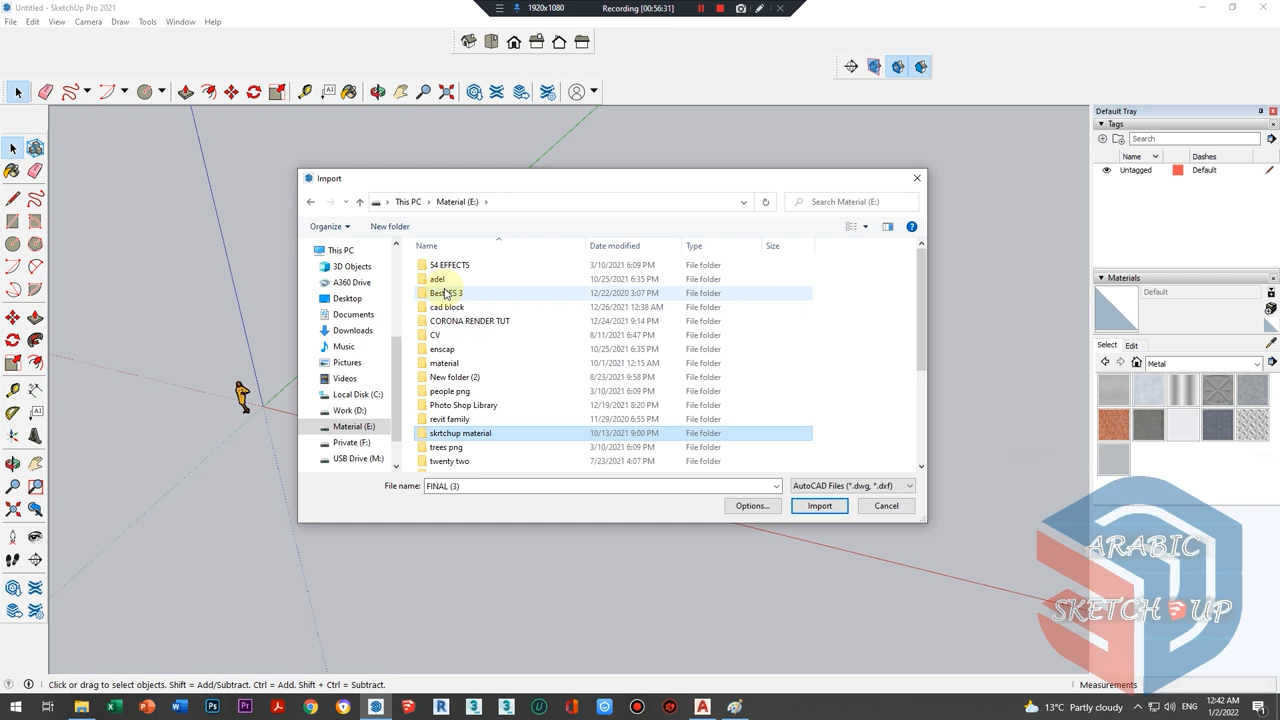 Untitled - SketchUp Pro 2021
1920x1080
Recording [00:56:31]
File Edit View Camera Draw Tools Window Help
Default Tray
Tags
Search
Name Dashes
Untagged Default
Import
This PC Material (E:)
Search Material (E:)
Organize New folder
Name Date modified Type Size
This PC
3D Objects
A360 Drive
Desktop
Documents
Downloads
Music
Pictures
Videos
Local Disk (C:)
Work (D:)
Material (E:)
Private (F:)
USB Drive (M:)
54 EFFECTS 3/10/2021 6:09 PM File folder
adel 10/25/2021 6:35 PM File folder
12/22/2020 3:07 PM File folder
cad block 12/26/2021 12:38 AM File folder
CORONA RENDER TUT 12/24/2021 9:14 PM File folder
CV 8/11/2021 6:47 PM File folder
enscap 10/25/2021 6:35 PM File folder
material 10/1/2021 12:15 AM File folder
New folder (2) 8/23/2021 9:58 PM File folder
people png 3/10/2021 6:09 PM File folder
Photo Shop Library 12/19/2021 8:20 PM File folder
revit family 11/29/2020 6:55 PM File folder
skrtchup material 10/13/2021 9:00 PM File folder
trees png 3/10/2021 6:09 PM File folder
twenty two 7/23/2021 4:07 PM File folder
File name: FINAL (3) AutoCAD Files (*.dwg, *.dxf)
Options... Import Cancel
Materials
Default
Select Edit
Metal
ARABIC
SKETCH UP
Click or drag to select objects. Shift = Add/Subtract. Ctrl = Add. Shift + Ctrl = Subtract.
Measurements
13°C Partly cloudy
12:42 AM
1/2/2022